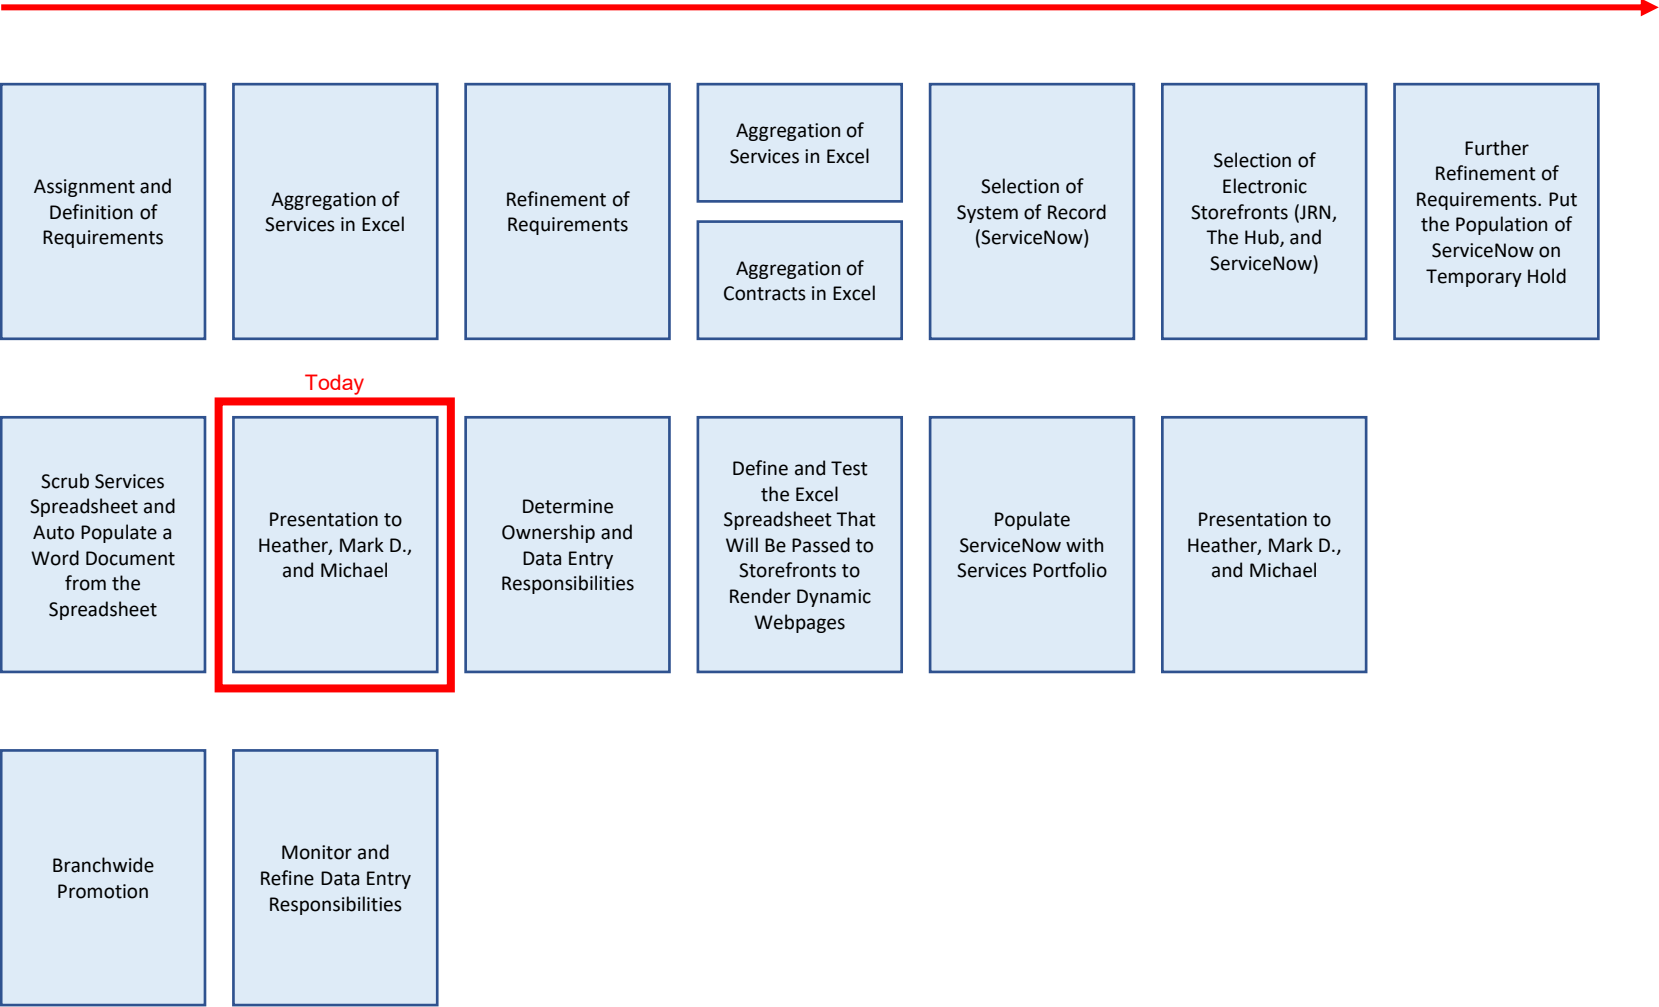 Assignment and
Definition of
Requirements
Aggregation of
Services in Excel
Refinement of
Requirements
Aggregation of
Services in Excel
Aggregation of
Contracts in Excel
Selection of
System of Record
(ServiceNow)
Selection of
Electronic
Storefronts (JRN,
The Hub, and
ServiceNow)
Further
Refinement of
Requirements. Put
the Population of
ServiceNow on
Temporary Hold
Today
Scrub Services
Spreadsheet and
Auto Populate a
Word Document
from the
Spreadsheet
Presentation to
Heather, Mark D.,
and Michael
Determine
Ownership and
Data Entry
Responsibilities
Define and Test
the Excel
Spreadsheet That
Will Be Passed to
Storefronts to
Render Dynamic
Webpages
Populate
ServiceNow with
Services Portfolio
Presentation to
Heather, Mark D.,
and Michael
Branchwide
Promotion
Monitor and
Refine Data Entry
Responsibilities